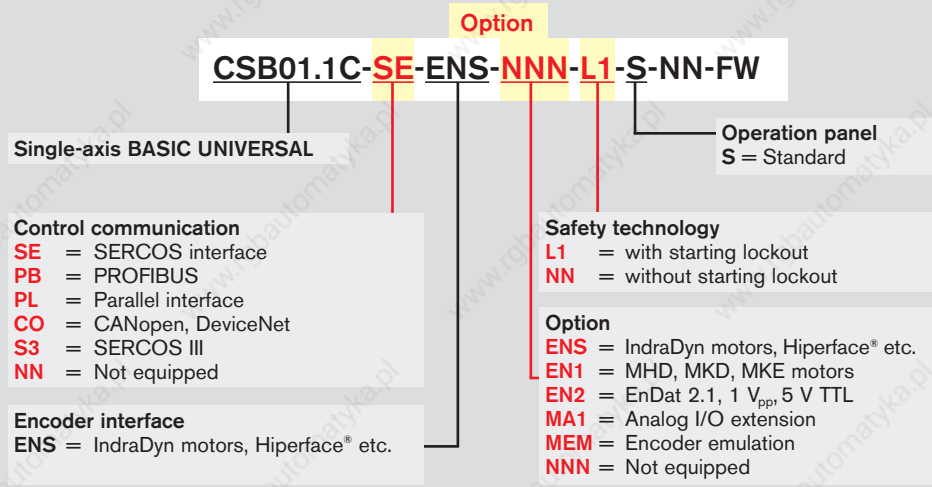 Option
CSB01.1C-SE-ENS-NNN-L1-S-NN-FW
Single-axis BASIC UNIVERSAL
Operation panel
S = Standard
Control communication
SE = SERCOS interface
PB = PROFIBUS
PL = Parallel interface
CO = CANopen, DeviceNet
S3 = SERCOS III
NN = Not equipped
Encoder interface
ENS = IndraDyn motors, Hiperface® etc.
Safety technology
L1 = with starting lockout
NN = without starting lockout
Option
ENS = IndraDyn motors, Hiperface® etc.
EN1 = MHD, MKD, MKE motors
EN2 = EnDat 2.1, 1 Vpp, 5 V TTL
MA1 = Analog I/O extension
MEM = Encoder emulation
NNN = Not equipped
www.rgbautomatyka.pl